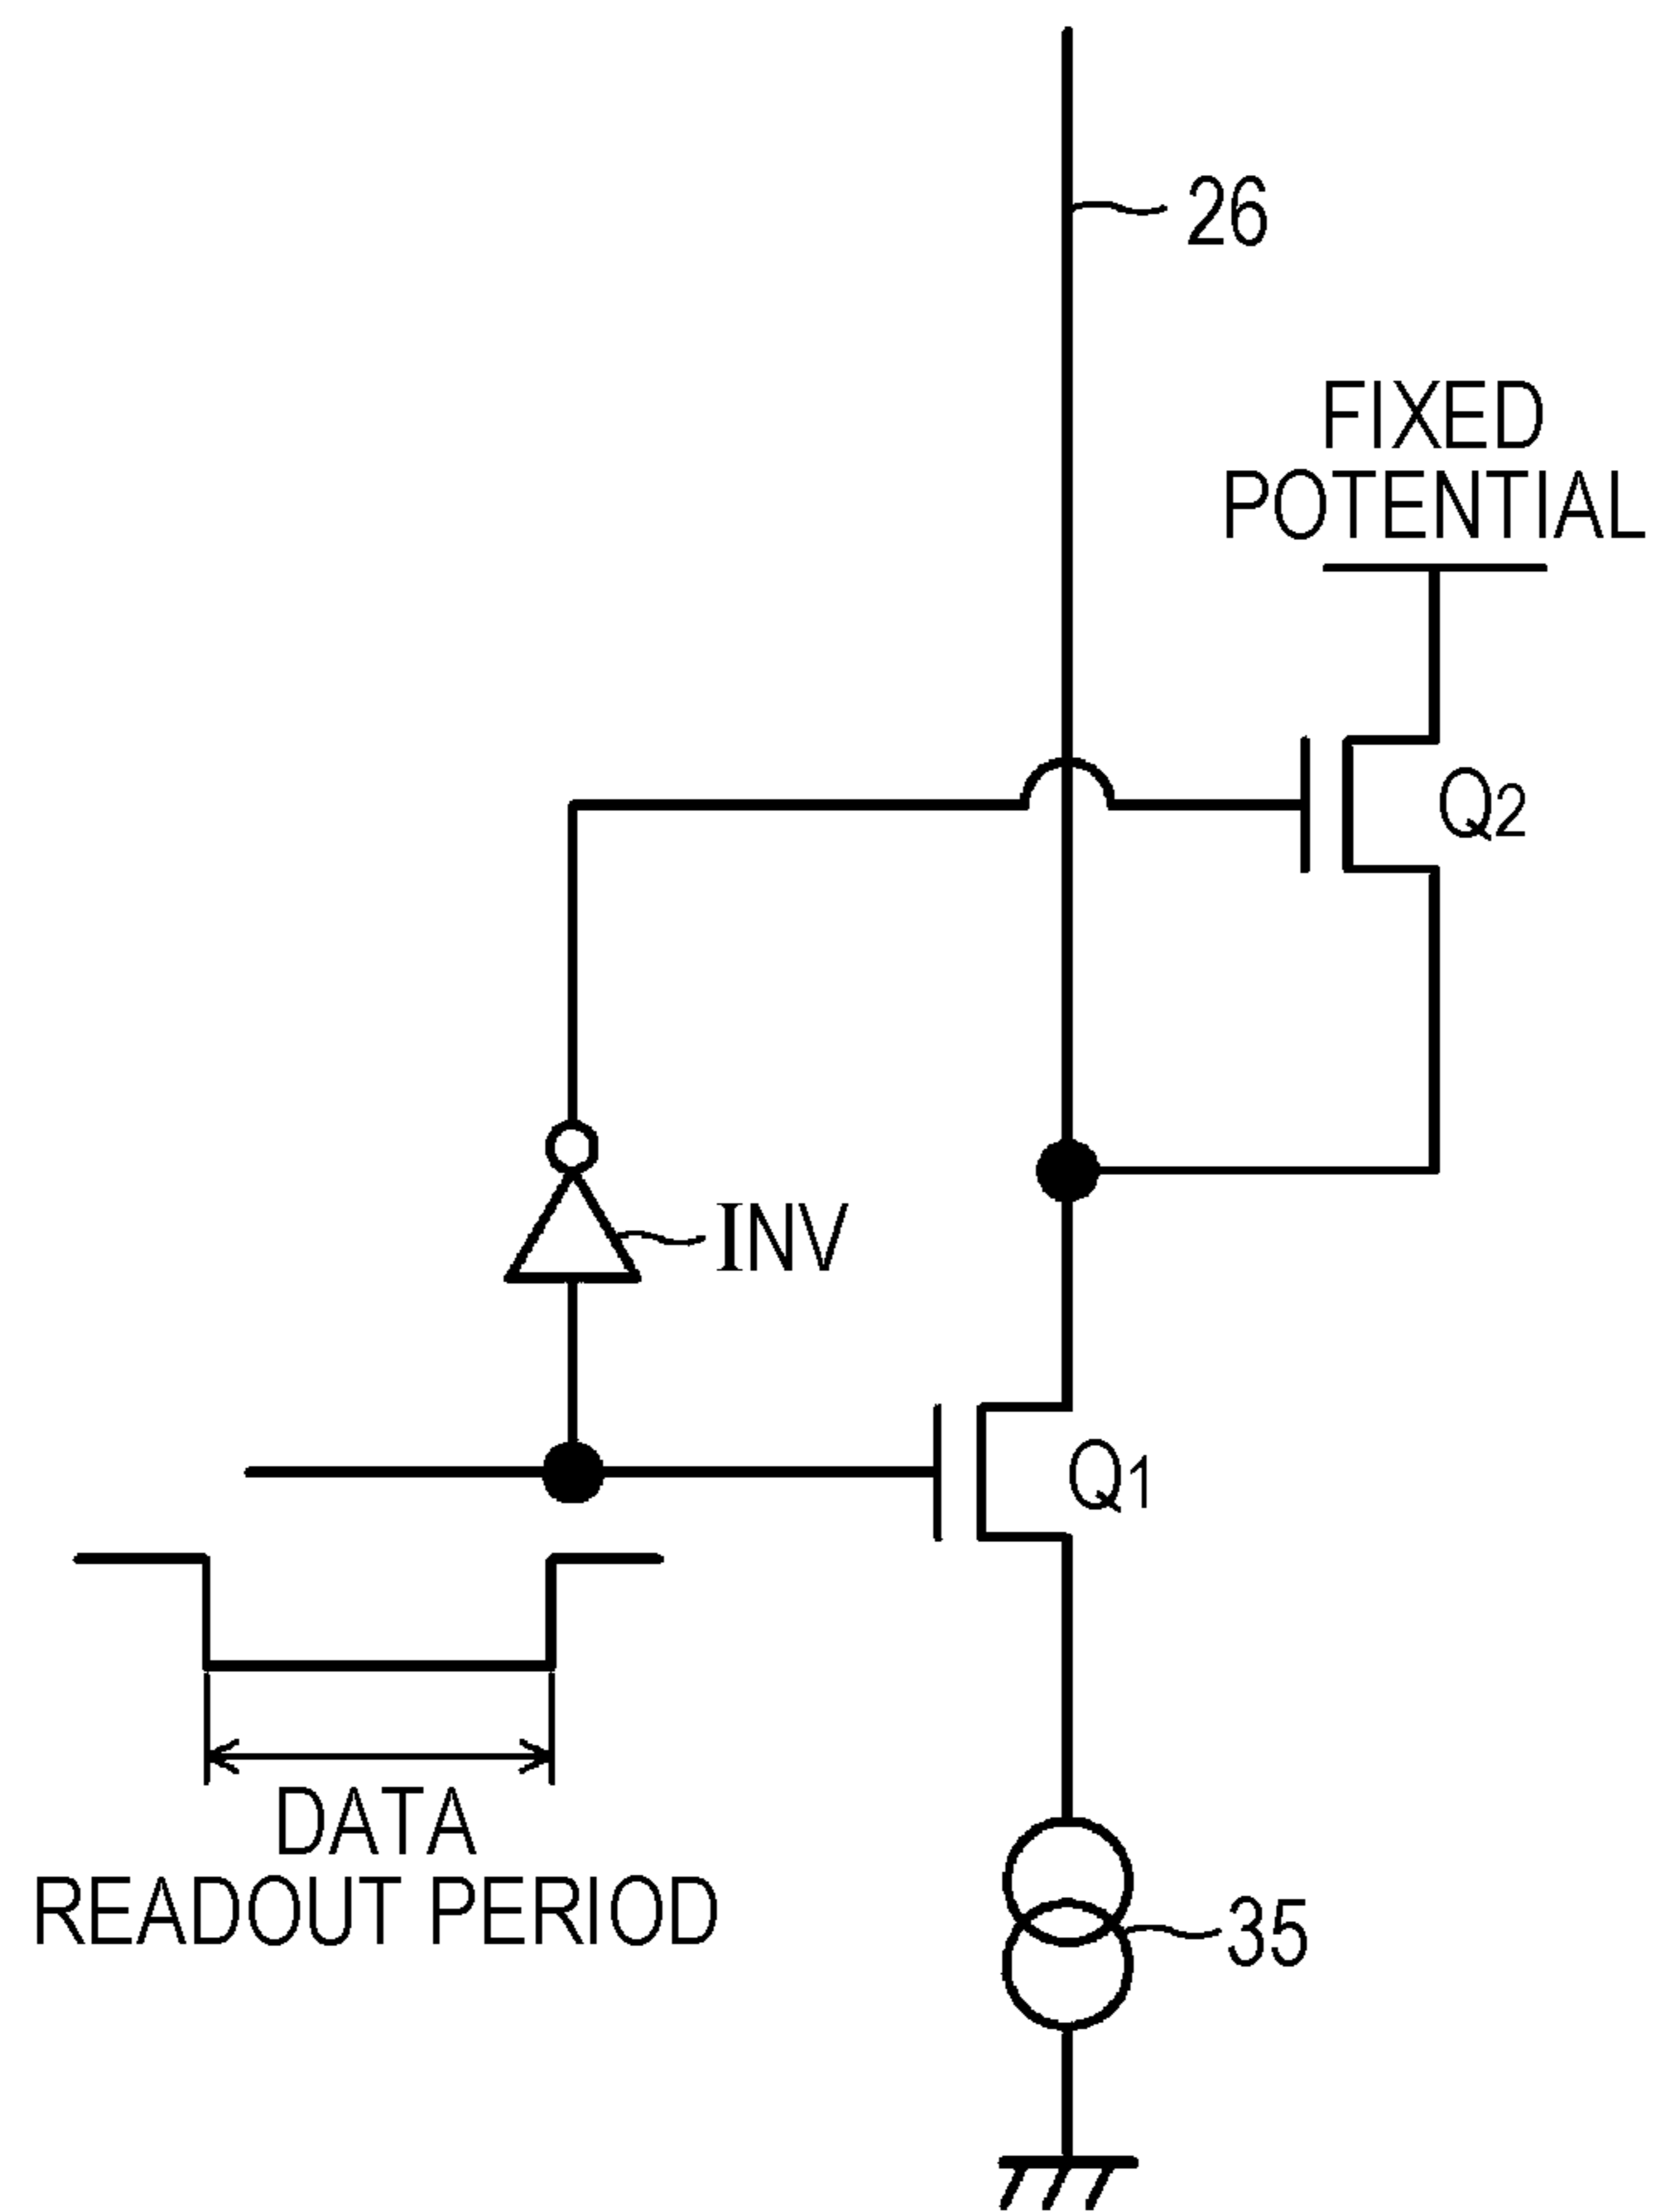 26
FIXED
POTENTIAL
Q2
INV
Q1
DATA
READOUT PERIOD
35